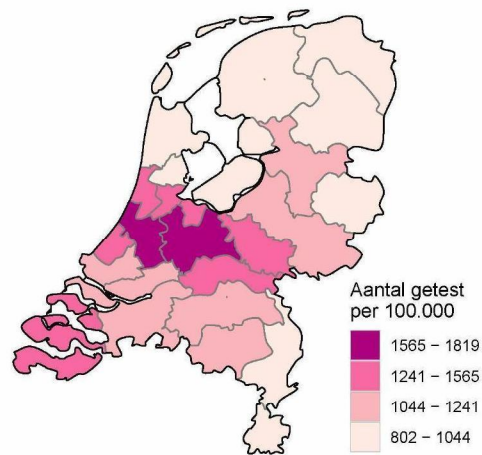 Aantal getest
per 100.000
1565 – 1819
1241 – 1565
1044 – 1241
802 – 1044